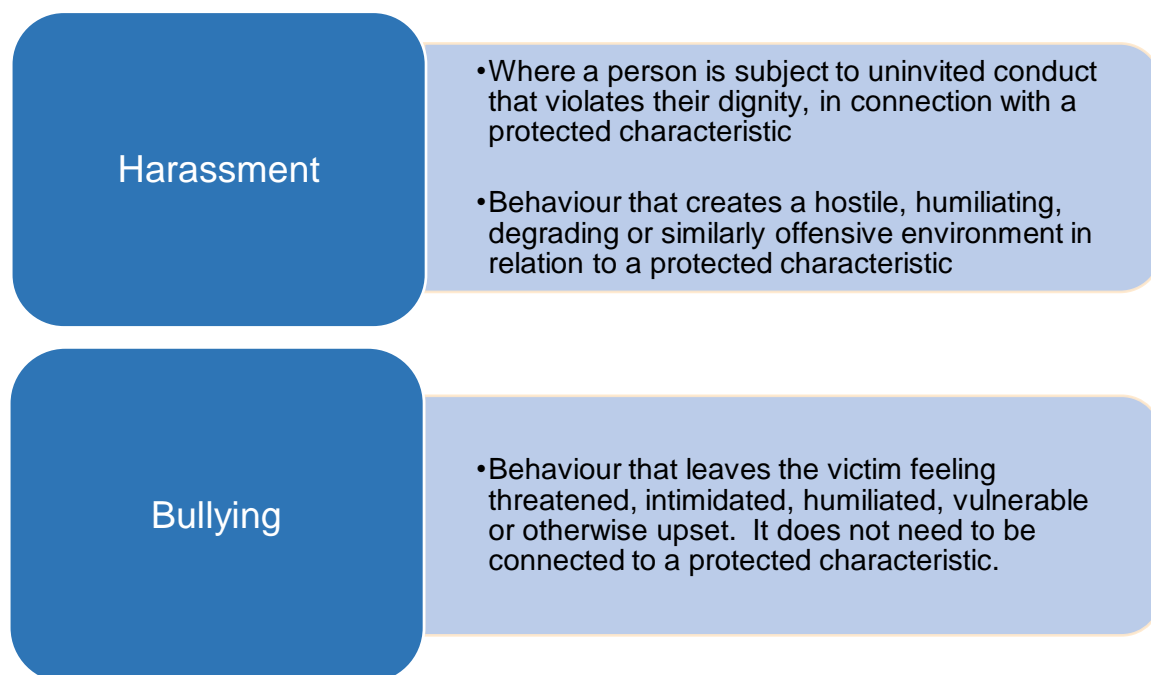 Harassment
•Where a person is subject to uninvited conduct
that violates their dignity, in connection with a
protected characteristic
•Behaviour that creates a hostile, humiliating,
degrading or similarly offensive environment in
relation to a protected characteristic
Bullying
•Behaviour that leaves the victim feeling
threatened, intimidated, humiliated, vulnerable
or otherwise upset.  It does not need to be
connected to a protected characteristic.